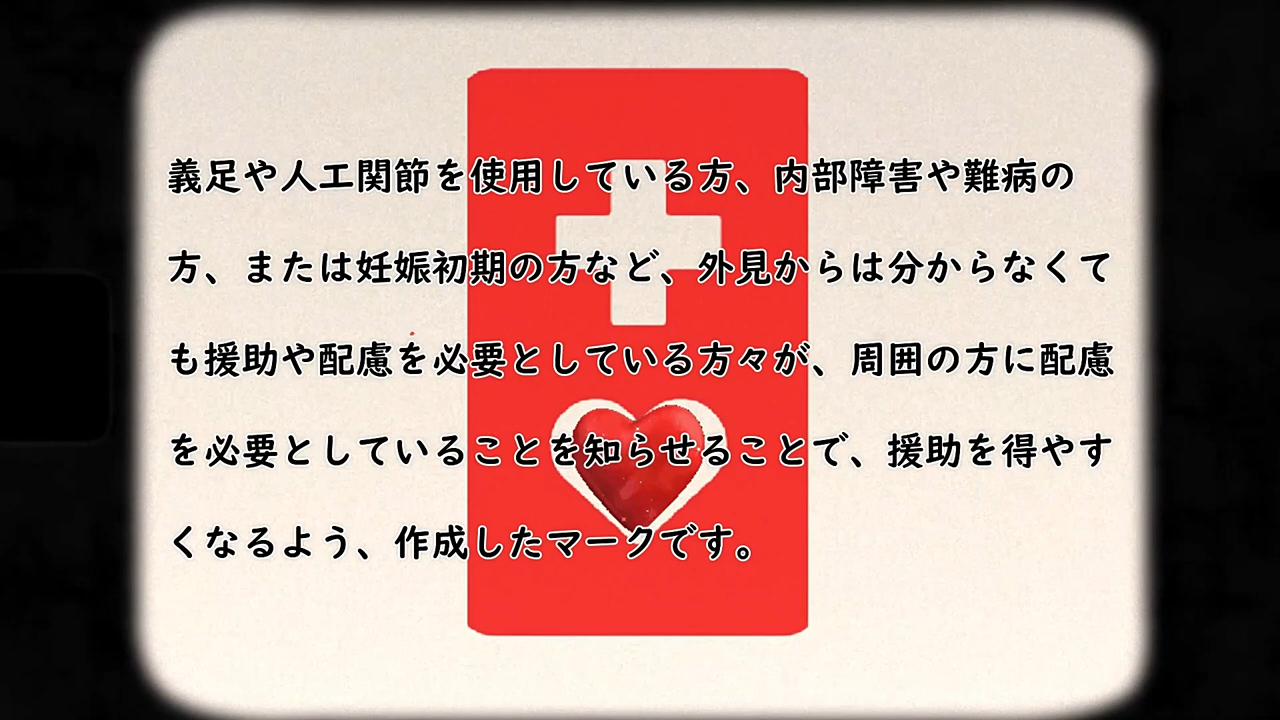 義足や人工関節を使用している方、内部障害や難病の
方、または妊娠初期の方など、外見からは分からなくて
も援助や配慮を必要としている方々が、周囲の方に配慮
を必要としていることを知らせることで、援助を得やす
くなるよう、作成したマークです。